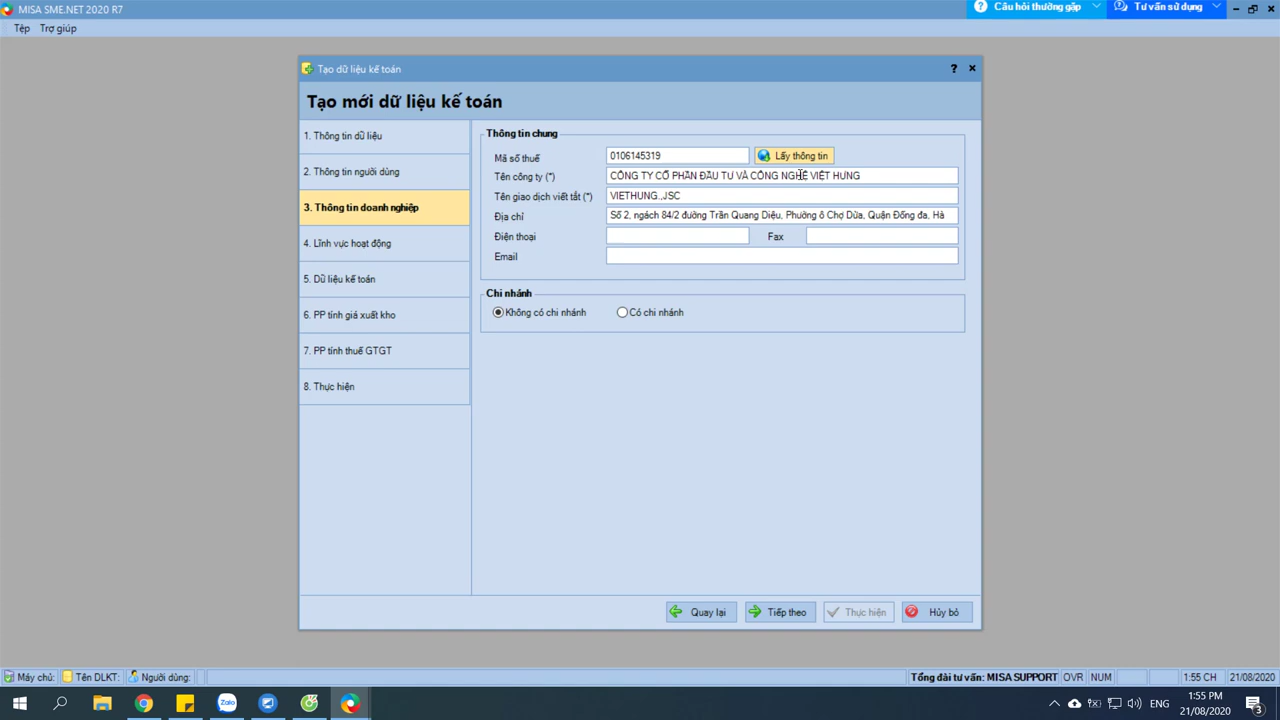 MISA SME.NET 2020 R7
Câu hỏi thường gặp
Tư vấn sử dụng
Tệp Trợ giúp
Tạo dữ liệu kế toán
?
Tạo mới dữ liệu kế toán
1. Thông tin dữ liệu
2. Thông tin người dùng
3. Thông tin doanh nghiệp
4. Lĩnh vực hoạt động
5. Dữ liệu kế toán
6. PP tính giá xuất kho
7. PP tính thuế GTGT
8. Thực hiện
Thông tin chung
Mã số thuế 0106145319 Lấy thông tin
Tên công ty (*) CÔNG TY CỔ PHẦN ĐẦU TƯ VÀ CÔNG NGHỆ VIỆT HƯNG
Tên giao dịch viết tắt (*) VIETHUNG.,JSC
Địa chỉ Số 2, ngách 84/2 đường Trần Quang Diệu, Phường ô Chợ Dừa, Quận Đống đa, Hà
Điện thoại Fax
Email
Chi nhánh
Không có chi nhánh Có chi nhánh
Quay lại Tiếp theo Thực hiện Hủy bỏ
Máy chủ: Tên DLKT: Người dùng: Tổng đài tư vấn: MISA SUPPORT OVR NUM 1:55 CH 21/08/2020
Zalo
ENG
1:55 PM
21/08/2020
3